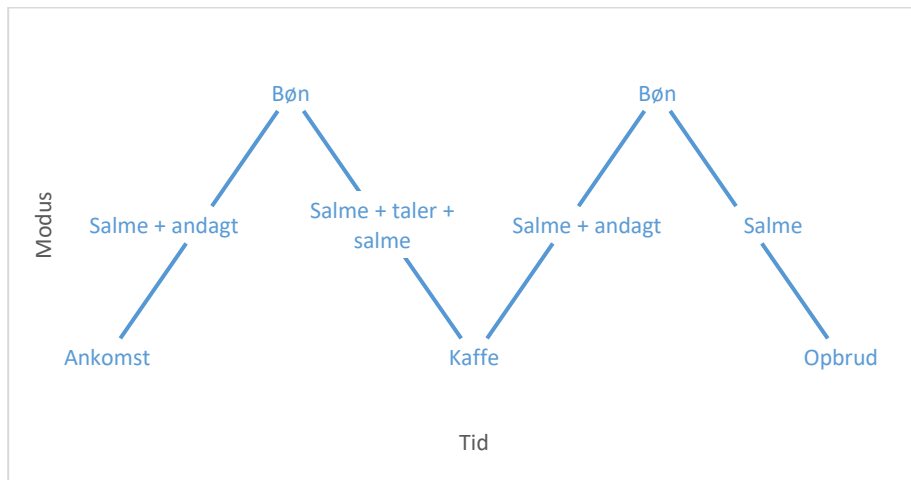 Bøn
Bøn
Modus
Salme + andagt
Salme + taler +
salme
Salme + andagt
Salme
Ankomst
Kaffe
Opbrud
Tid